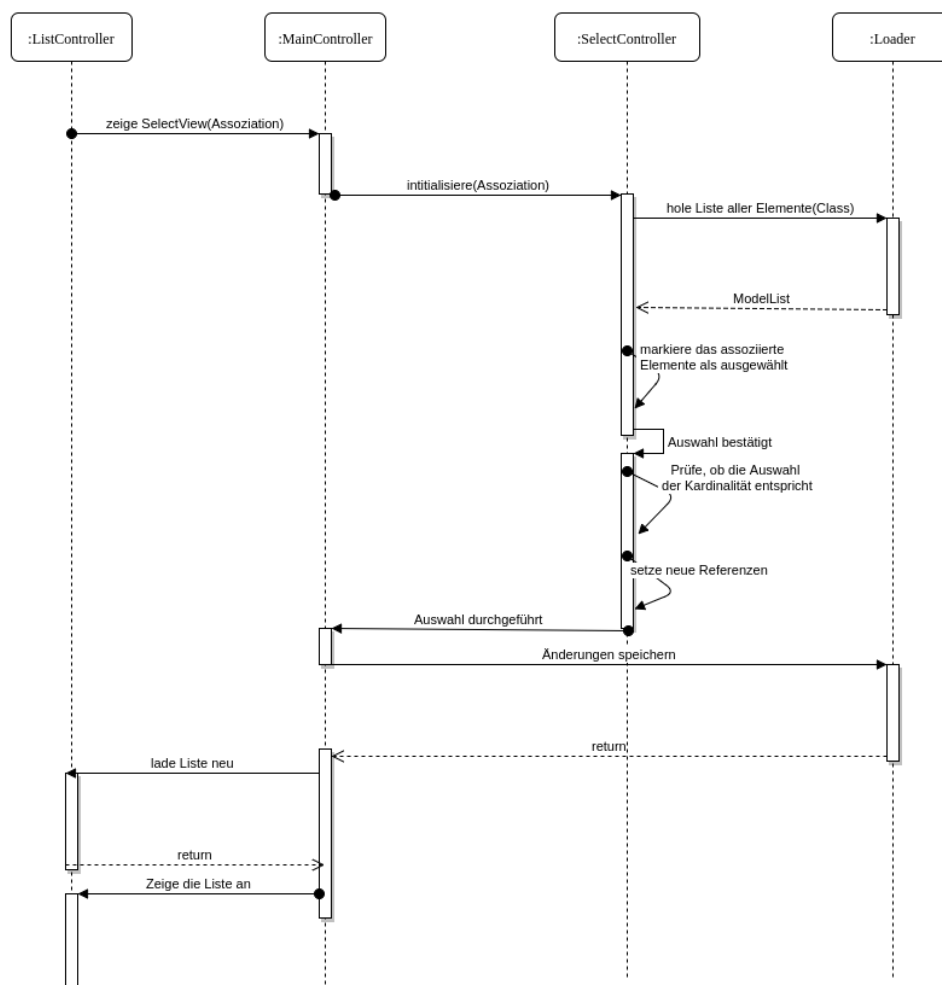 :ListController
:MainController
:SelectController
:Loader
zeige SelectView(Assoziation)
intitialisiere(Assoziation)
hole Liste aller Elemente(Class)
ModelList
markiere das assoziierte
Elemente als ausgewählt
Auswahl bestätigt
Prüfe, ob die Auswahl
der Kardinalität entspricht
setze neue Referenzen
Auswahl durchgeführt
Änderungen speichern
return
lade Liste neu
return
Zeige die Liste an